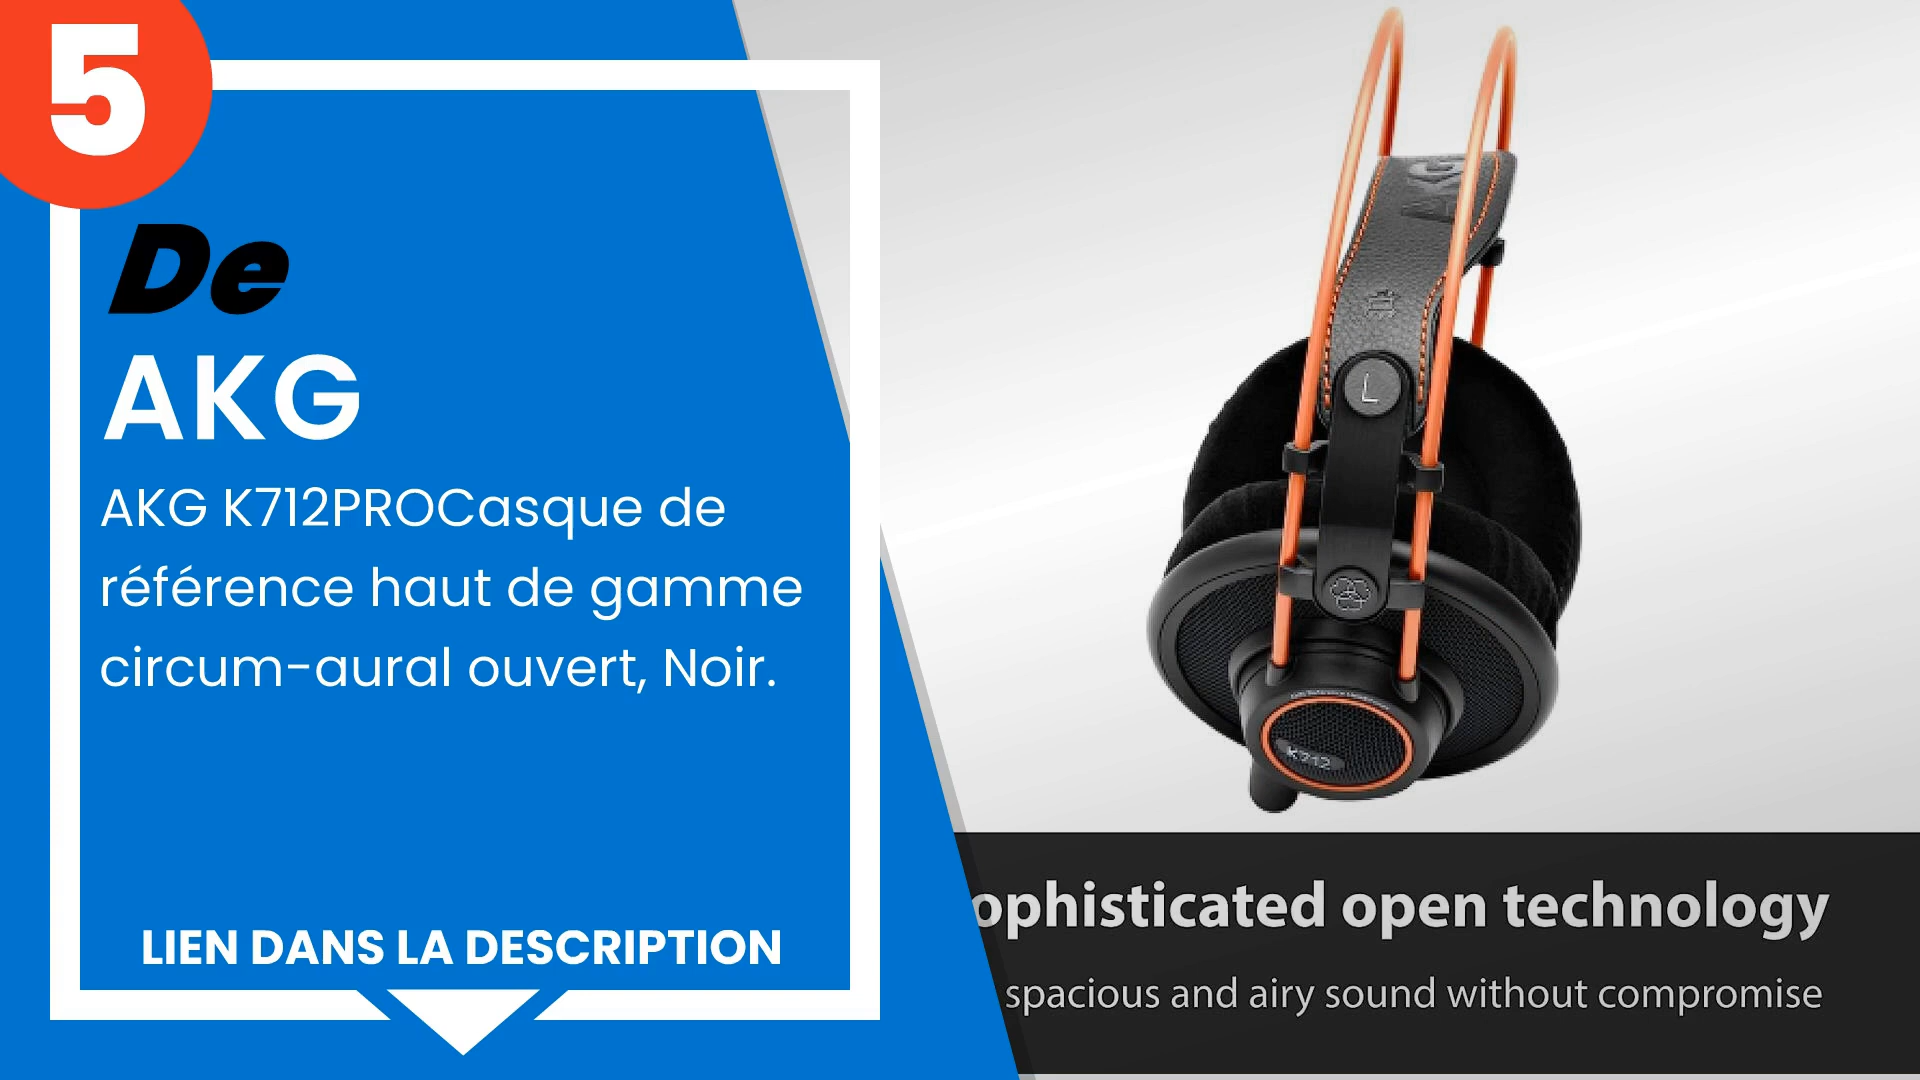 5
De
AKG
AKG K712PROCasque de
référence haut de gamme
circum-aural ouvert, Noir.
LIEN DANS LA DESCRIPTION
AKG
L
K712
ophisticated open technology
spacious and airy sound without compromise